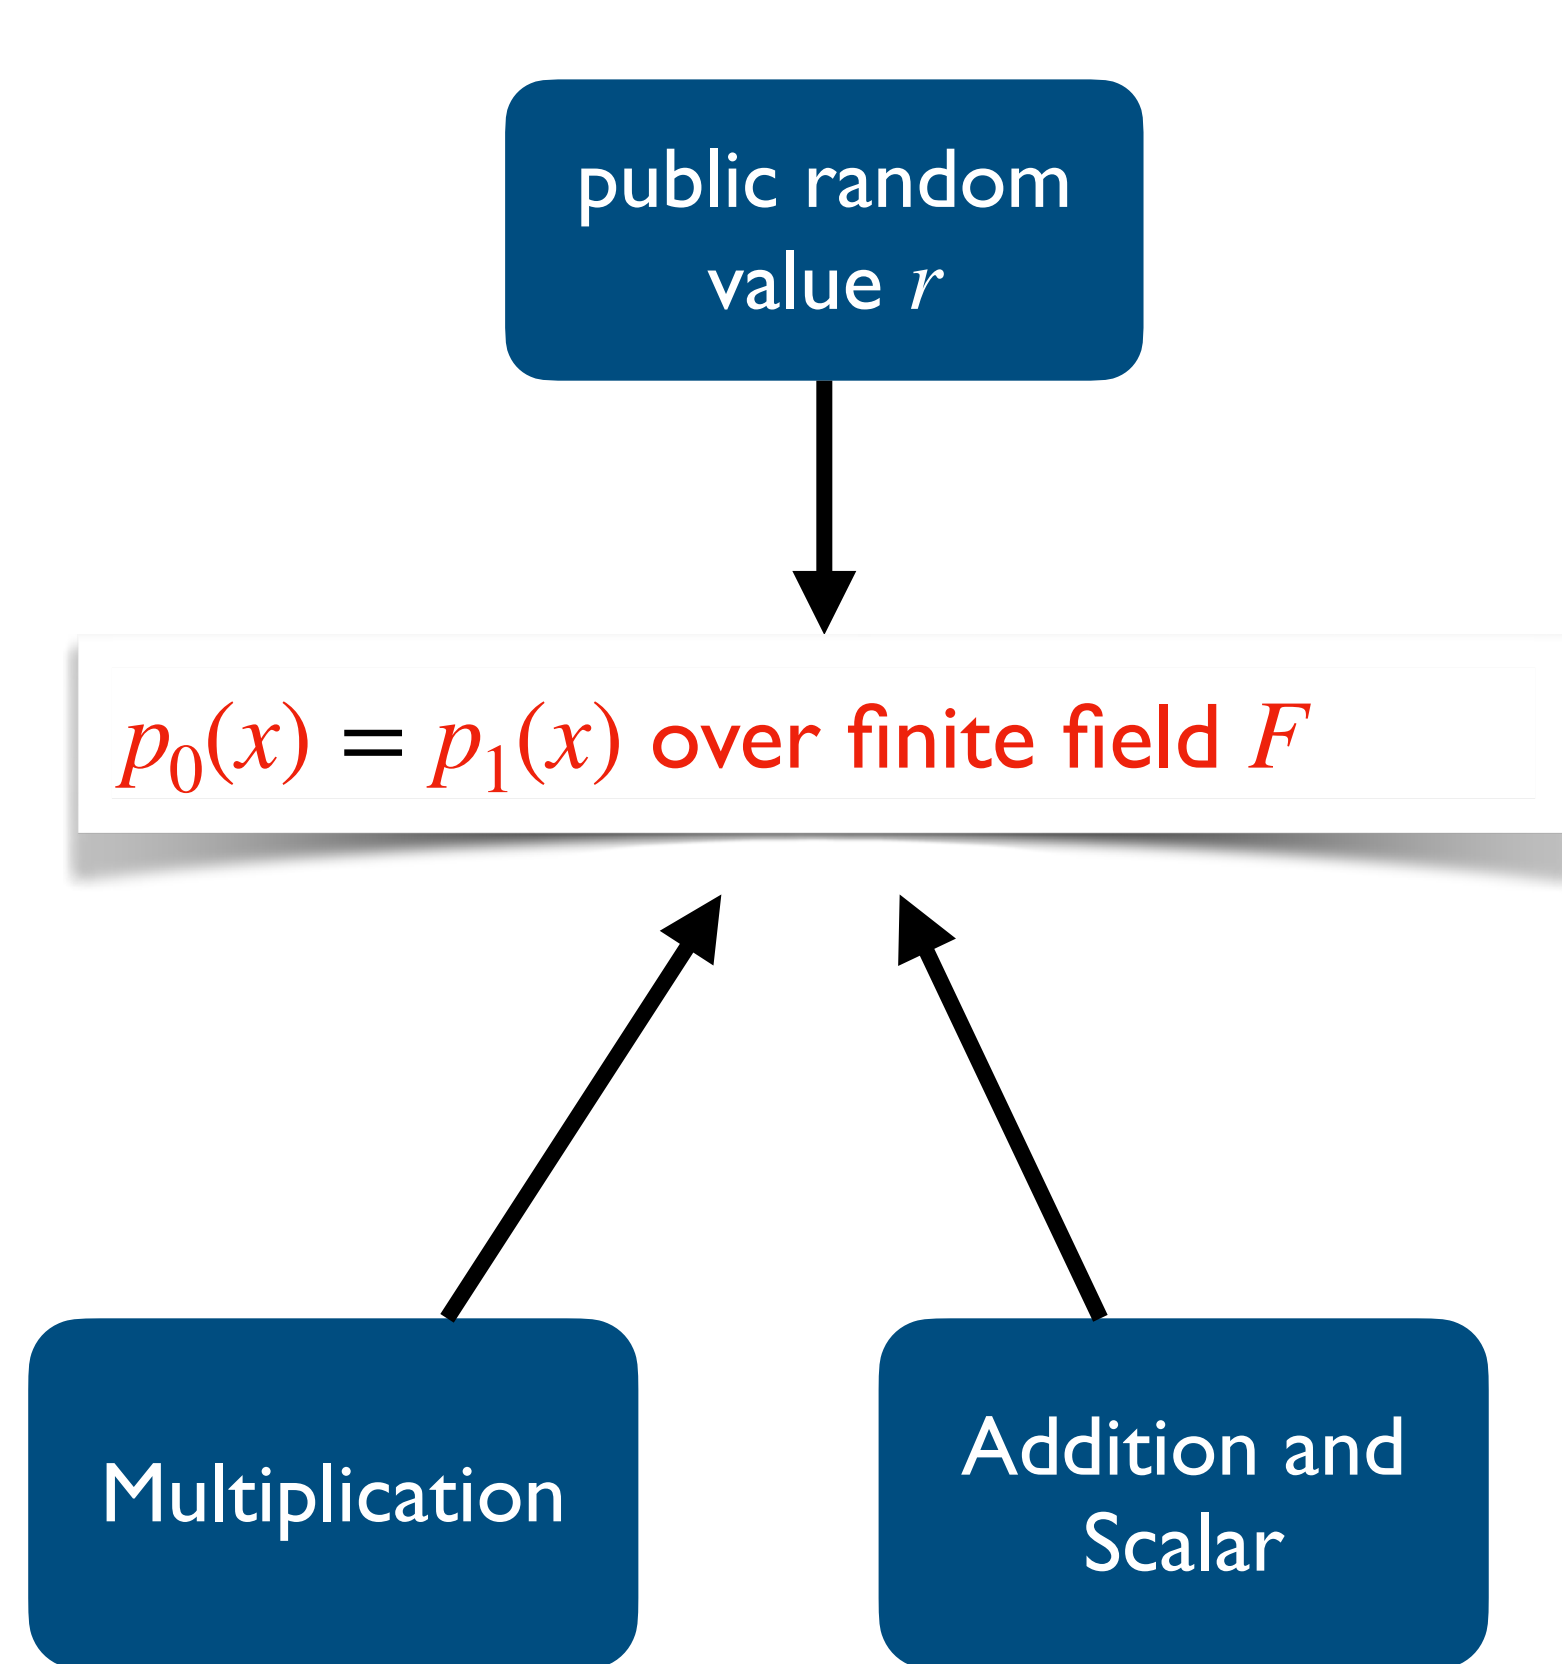 public random
value r
p₀(x) = p₁(x) over finite field F
Multiplication
Addition and
Scalar